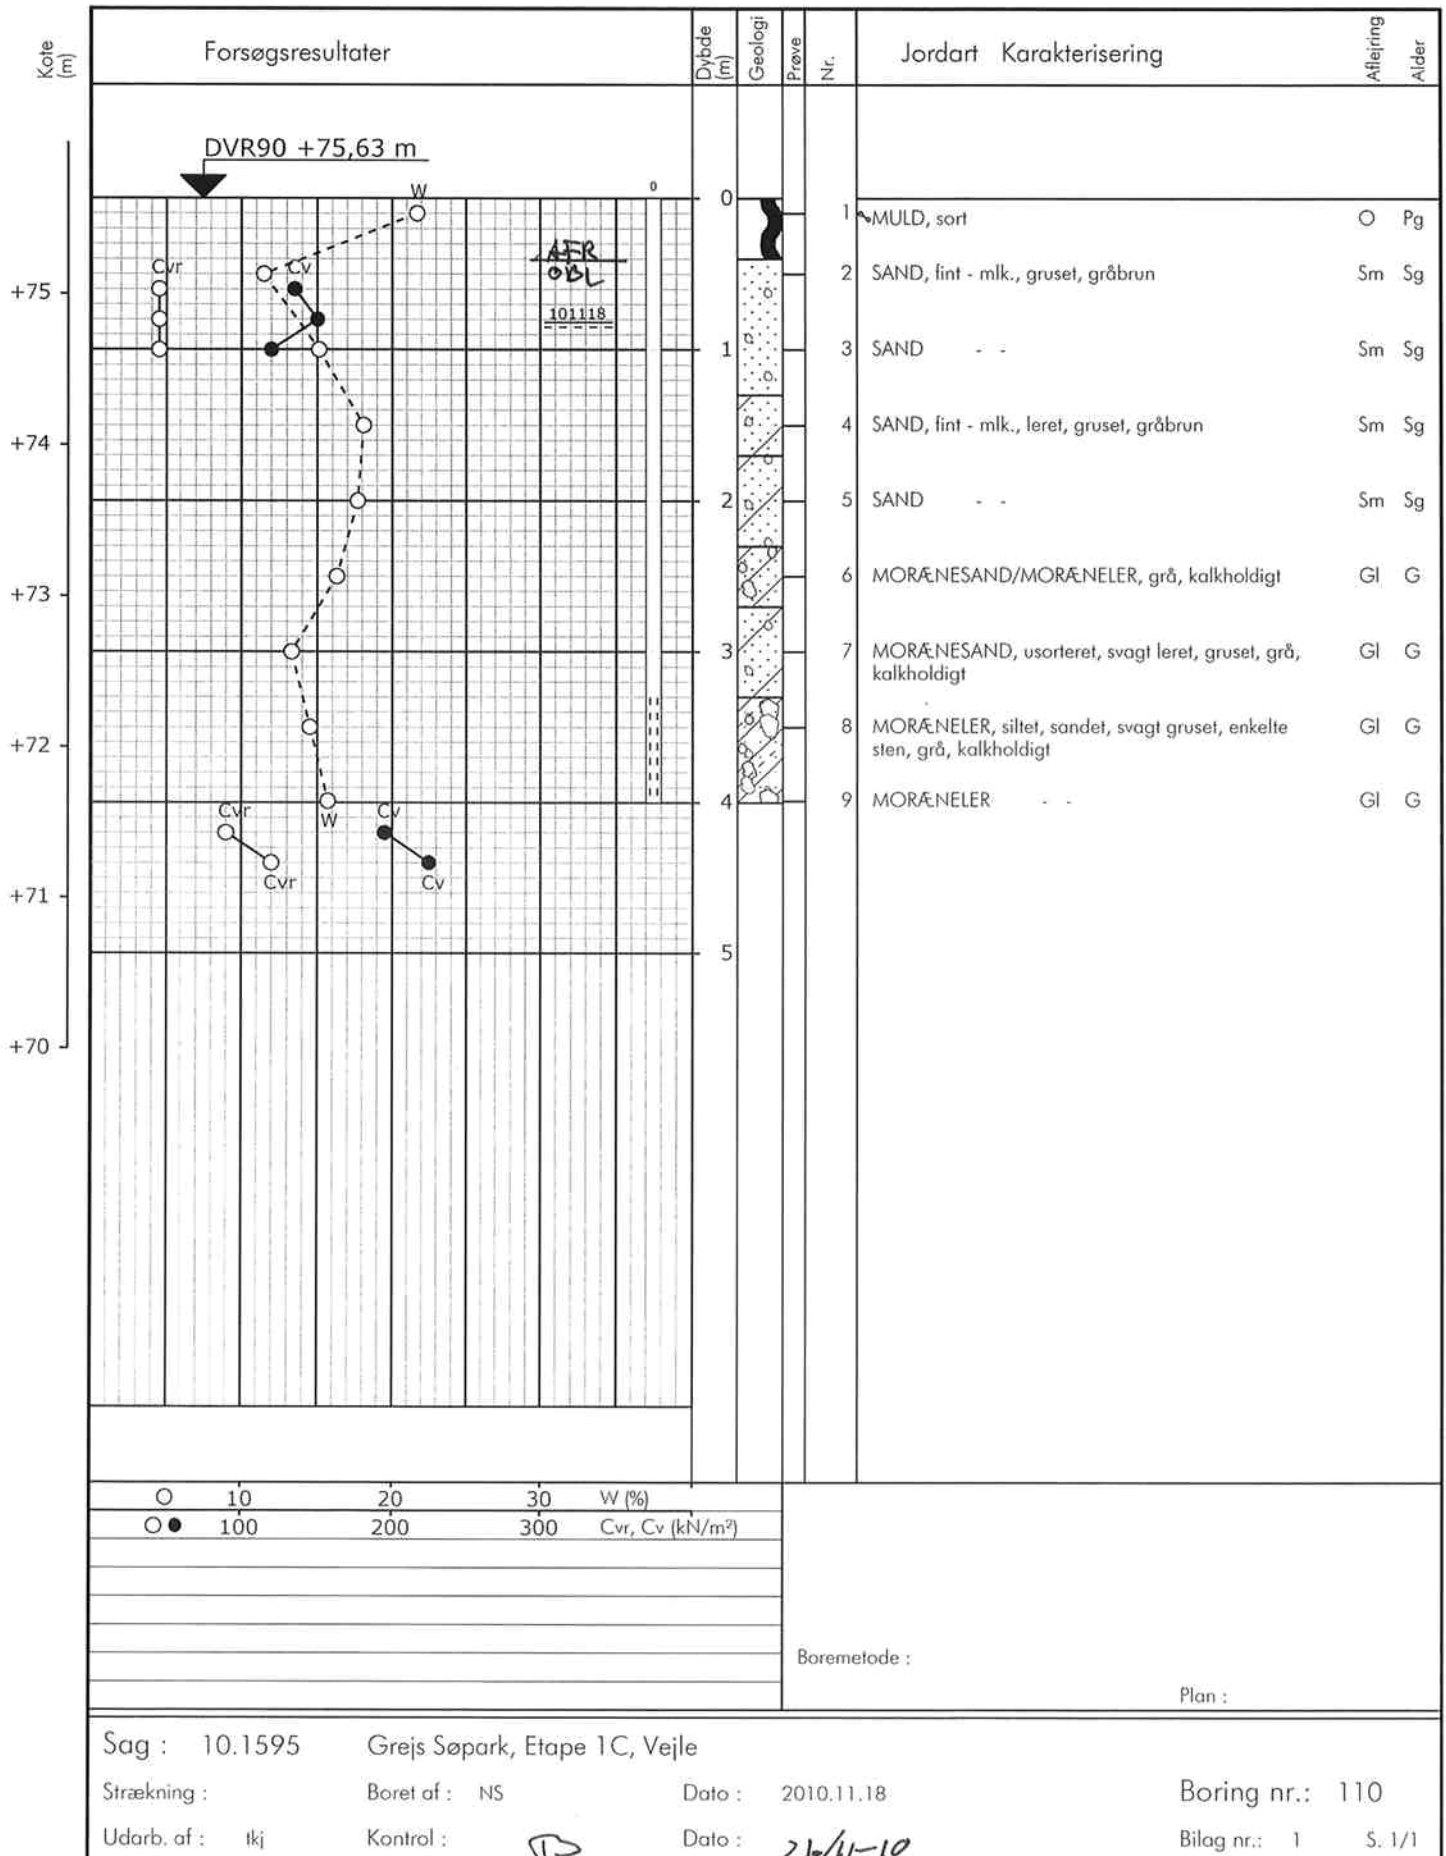 Kote (m)
Forsøgsresultater
Dybde (m)
Geologi
Prøve
Nr.
Jordart Karakterisering
Aflejring
Alder
DVR90 +75,63 m
W
0
0
1 MULD, sort O Pg
AFR
OBL
Cvr Cv
2 SAND, fint - mlk., gruset, gråbrun Sm Sg
+75
101118
1
3 SAND - - Sm Sg
+74
4 SAND, fint - mlk., leret, gruset, gråbrun Sm Sg
2
5 SAND - - Sm Sg
+73
6 MORÆNESAND/MORÆNELER, grå, kalkholdigt Gl G
3
7 MORÆNESAND, usorteret, svagt leret, gruset, grå, Gl G
kalkholdigt
+72
8 MORÆNELER, siltet, sandet, svagt gruset, enkelte Gl G
sten, grå, kalkholdigt
4
9 MORÆNELER - - Gl G
Cvr W Cv
Cvr Cv
+71
5
+70
10 20 30 W (%)
100 200 300 Cvr, Cv (kN/m²)
Boremetode :
Plan :
Sag : 10.1595 Grejs Søpark, Etape 1C, Vejle
Strækning : Boret af : NS Dato : 2010.11.18 Boring nr.: 110
Udarb. af : tkj Kontrol : Dato : Bilag nr.: 1 S. 1/1